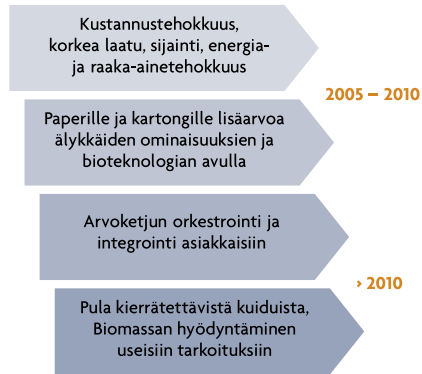 Kustannustehokkuus,
korkea laatu, sijainti, energia-
ja raaka-ainetehokkuus
2005 – 2010
Paperille ja kartongille lisäarvoa
älykkäiden ominaisuuksien ja
bioteknologian avulla
Arvoketjun orkestrointi ja
integrointi asiakkaisiin
› 2010
Pula kierrätettävistä kuiduista,
Biomassan hyödyntäminen
useisiin tarkoituksiin